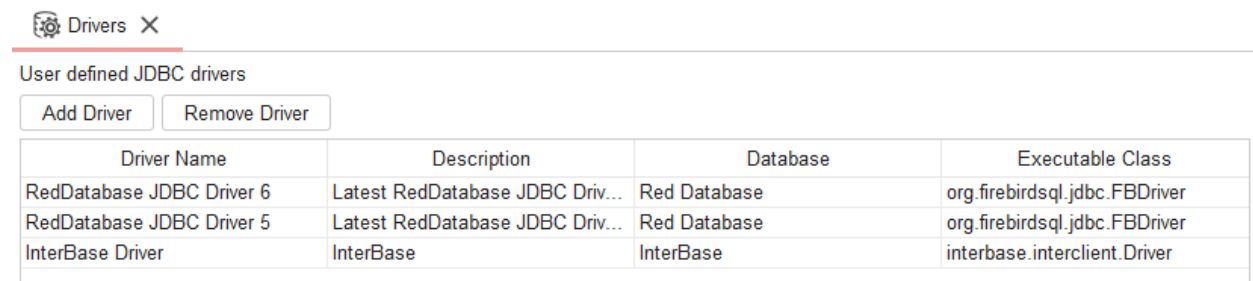 Drivers
User defined JDBC drivers
Add Driver Remove Driver
Driver Name Description Database Executable Class
RedDatabase JDBC Driver 6 Latest RedDatabase JDBC Driv... Red Database org.firebirdsql.jdbc.FBDriver
RedDatabase JDBC Driver 5 Latest RedDatabase JDBC Driv... Red Database org.firebirdsql.jdbc.FBDriver
InterBase Driver InterBase InterBase interbase.interclient.Driver